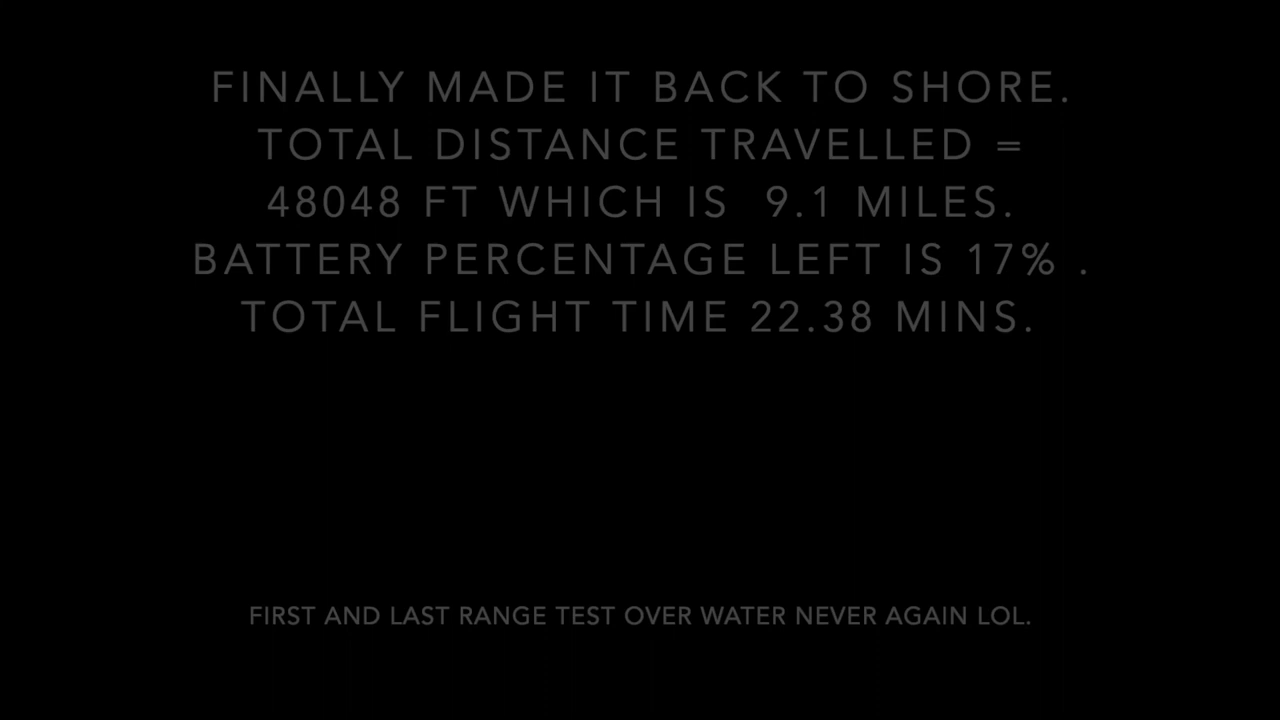 FINALLY MADE IT BACK TO SHORE.
TOTAL DISTANCE TRAVELLED =
48048 FT WHICH IS  9.1 MILES.
BATTERY PERCENTAGE LEFT IS 17% .
TOTAL FLIGHT TIME 22.38 MINS.
FIRST AND LAST RANGE TEST OVER WATER NEVER AGAIN LOL.